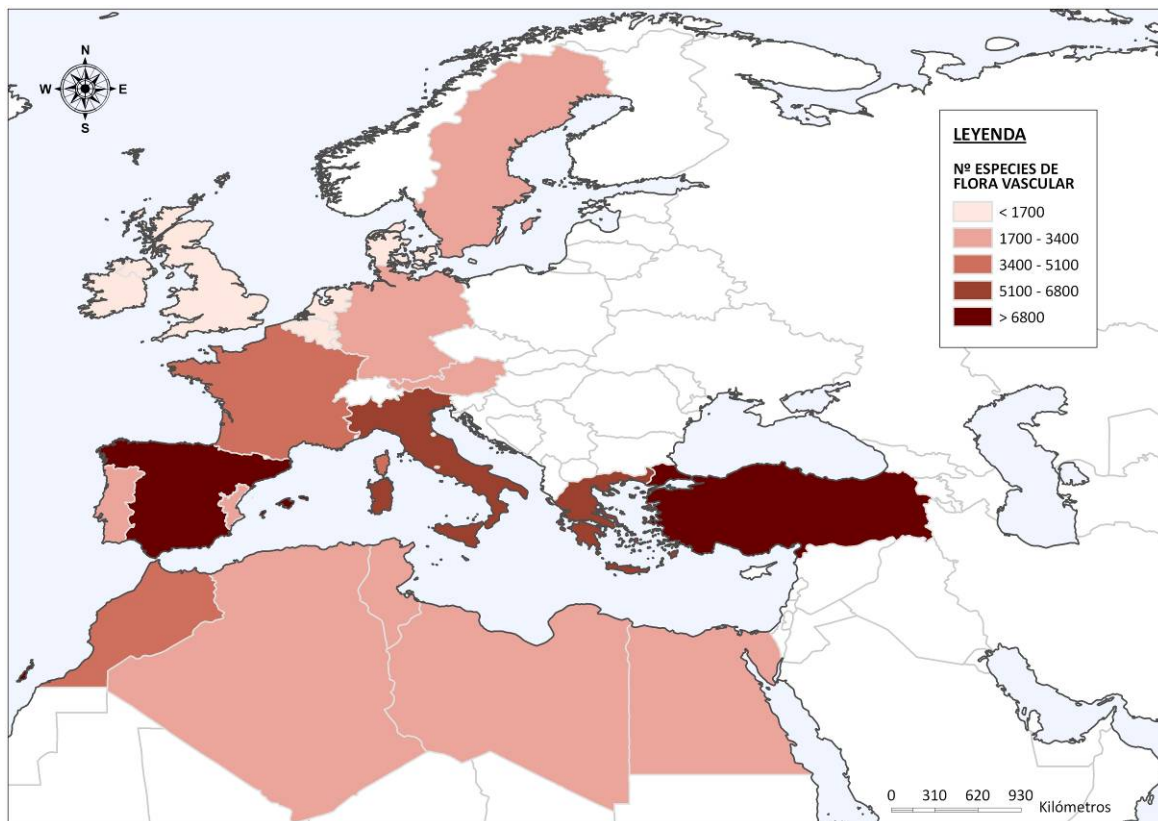 N
W E
S
LEYENDA
Nº ESPECIES DE
FLORA VASCULAR
< 1700
1700 - 3400
3400 - 5100
5100 - 6800
> 6800
0 310 620 930
Kilómetros